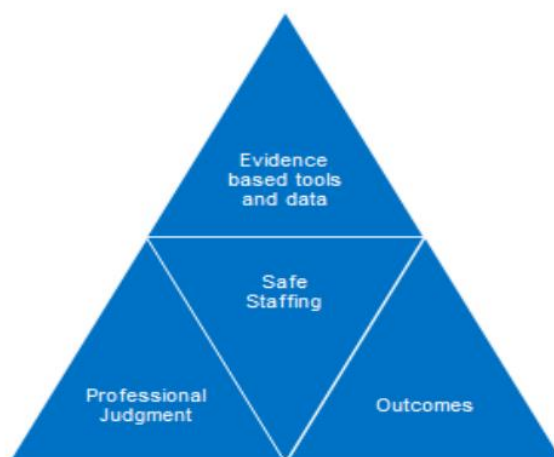 Evidence
based tools
and data
Safe
Staffing
Professional
Judgment
Outcomes